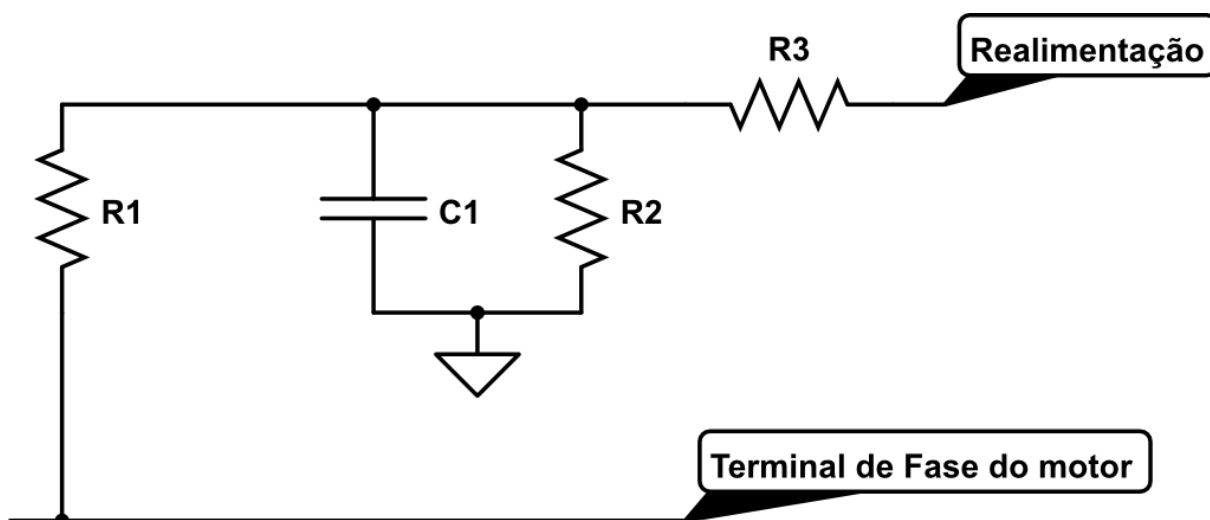 R3
Realimentação
R1
C1
R2
Terminal de Fase do motor